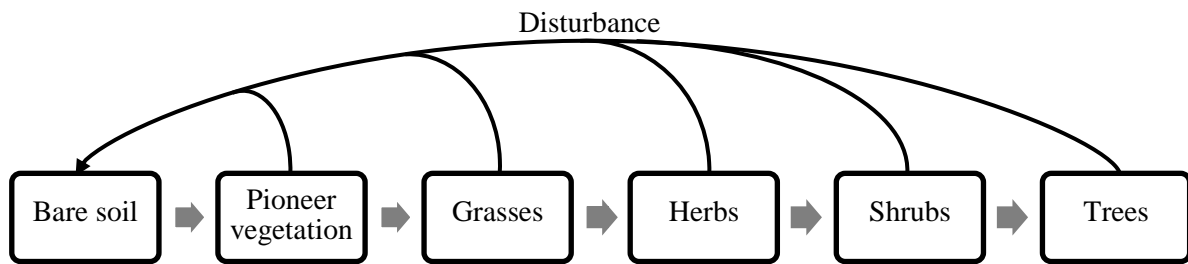 Disturbance
Bare soil
Pioneer
vegetation
Grasses
Herbs
Shrubs
Trees